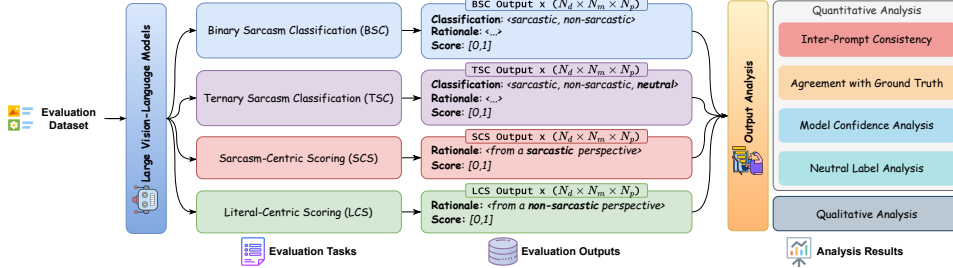 Evaluation
Dataset
Large Vision-Language Models
Binary Sarcasm Classification (BSC)
Ternary Sarcasm Classification (TSC)
Sarcasm-Centric Scoring (SCS)
Literal-Centric Scoring (LCS)
Evaluation Tasks
BSC Output x (N_d × N_m × N_p)
Classification: <sarcastic, non-sarcastic>
Rationale: <...>
Score: [0,1]
TSC Output x (N_d × N_m × N_p)
Classification: <sarcastic, non-sarcastic, neutral>
Rationale: <...>
Score: [0,1]
SCS Output x (N_d × N_m × N_p)
Rationale: <from a sarcastic perspective>
Score: [0,1]
LCS Output x (N_d × N_m × N_p)
Rationale: <from a non-sarcastic perspective>
Score: [0,1]
Evaluation Outputs
Output Analysis
Quantitative Analysis
Inter-Prompt Consistency
Agreement with Ground Truth
Model Confidence Analysis
Neutral Label Analysis
Qualitative Analysis
Analysis Results